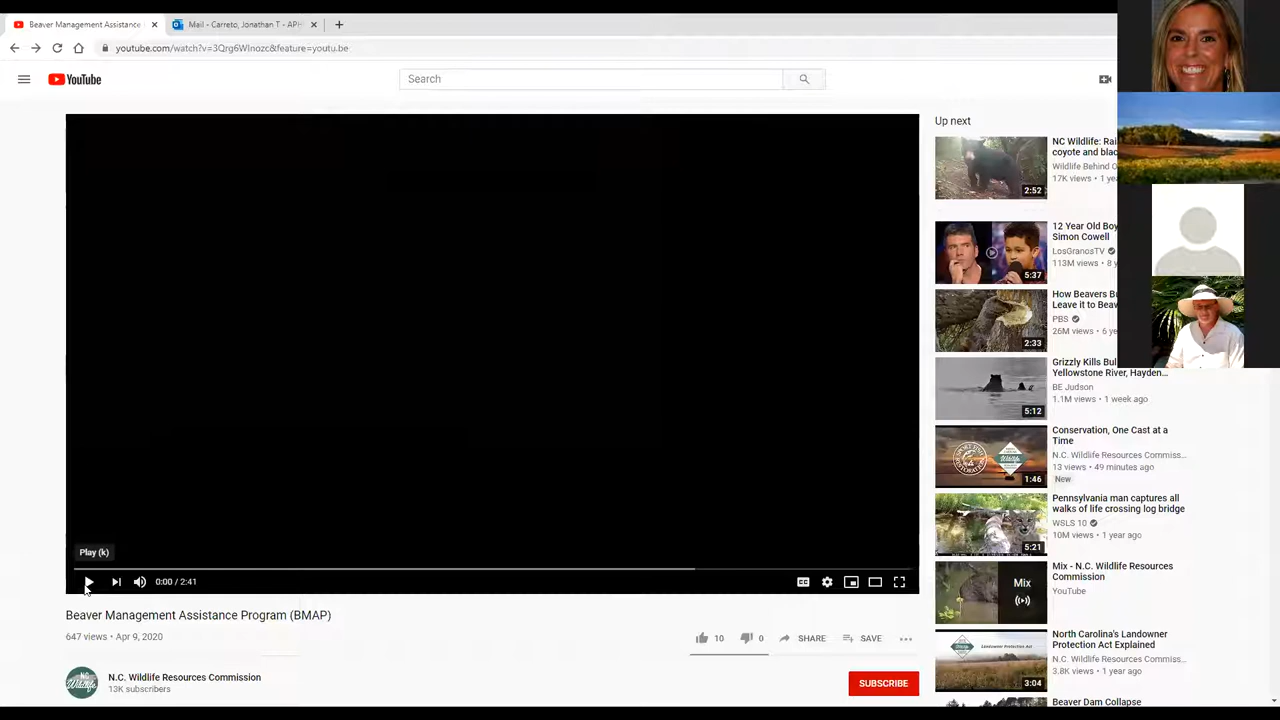 Beaver Management Assistance
Mail - Carreto, Jonathan T - APH
youtube.com/watch?v=3Qrg6WInozc&feature=youtu.be
YouTube
Search
Play (k)
0:00 / 2:41
Beaver Management Assistance Program (BMAP)
647 views • Apr 9, 2020
10
0
SHARE
SAVE
N.C. Wildlife Resources Commission
13K subscribers
SUBSCRIBE
Up next
NC Wildlife:
coyote and
Wildlife Behind
17K views • 1
2:52
12 Year Old Boy
Simon Cowell
LosGranosTV
113M views • 8
5:37
How Beavers
Leave it to
PBS
26M views • 6
2:33
Grizzly Kills
Yellowstone River, Hayden...
BE Judson
1.1M views • 1 week ago
5:12
Conservation, One Cast at a
Time
N.C. Wildlife Resources Commiss...
13 views • 49 minutes ago
New
1:46
Pennsylvania man captures all
walks of life crossing log bridge
WSLS 10
10M views • 1 year ago
5:21
Mix - N.C. Wildlife Resources
Commission
YouTube
Mix
North Carolina's Landowner
Protection Act Explained
N.C. Wildlife Resources Commiss...
3.8K views • 1 year ago
Landowner Protection Act
3:04
Beaver Dam Collapse